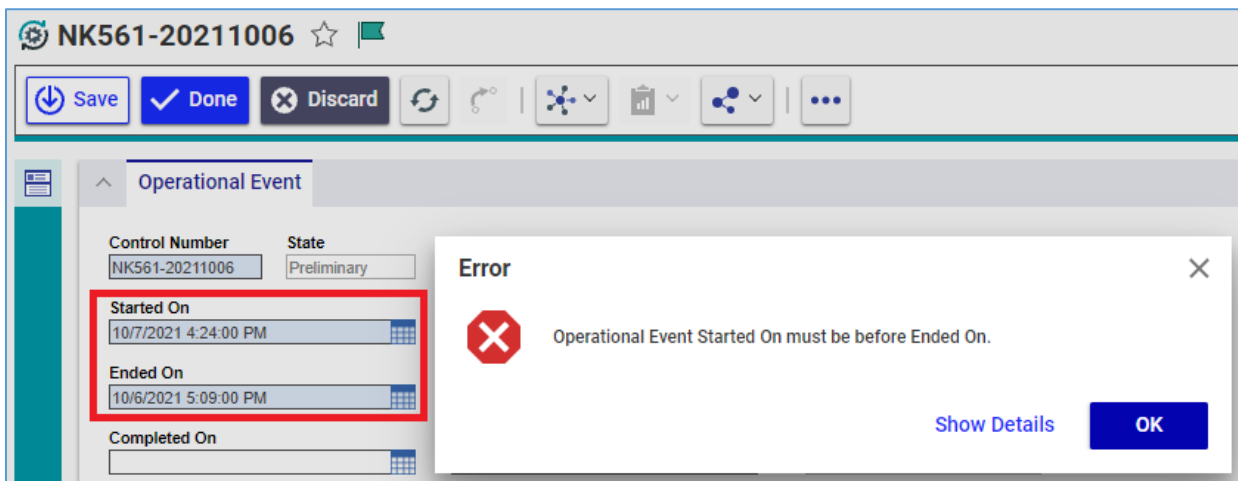 NK561-20211006
Save Done Discard
Operational Event
Control Number State
NK561-20211006 Preliminary
Started On
10/7/2021 4:24:00 PM
Ended On
10/6/2021 5:09:00 PM
Completed On
Error
Operational Event Started On must be before Ended On.
Show Details OK